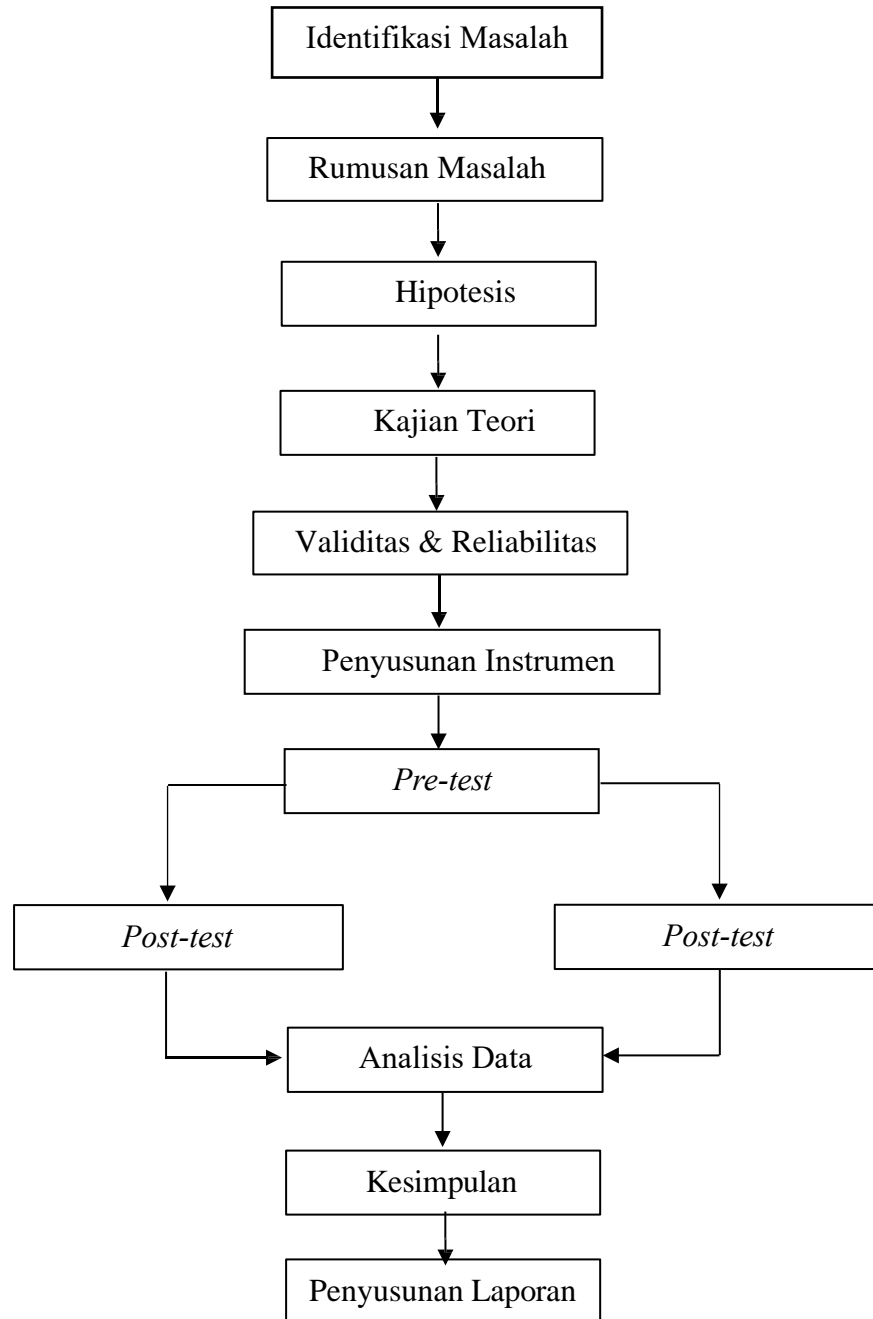 Identifikasi Masalah
Rumusan Masalah
Hipotesis
Kajian Teori
Validitas & Reliabilitas
Penyusunan Instrumen
Pre-test
Post-test
Post-test
Analisis Data
Kesimpulan
Penyusunan Laporan